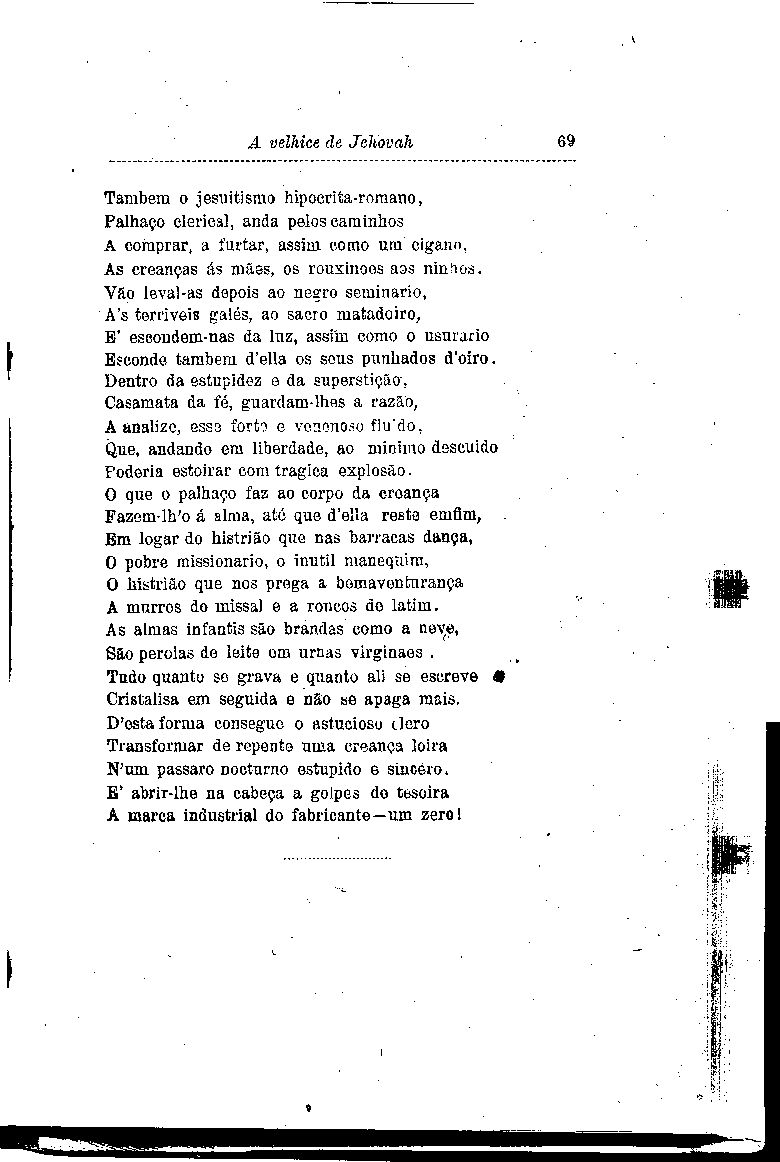 A velhice de Jehovah 69
Tambem o jesuitismo hipocrita-romano,
Palhaço clerical, anda pelos caminhos
A comprar, a furtar, assim como um cigano,
As creanças ás mães, os rouxinoes aos ninhos.
Vão leval-as depois ao negro seminario,
A's terriveis galés, ao sacro matadoiro,
E' escondem-nas da luz, assim como o usurario
Esconde tambem d'ella os seus punhados d'oiro.
Dentro da estupidez e da superstição,
Casamata da fé, guardam-lhes a razão,
A analize, esse forte e venenoso fluido,
Que, andando em liberdade, ao minimo descuido
Poderia estoirar com tragica explosão.
O que o palhaço faz ao corpo da creança
Fazem-lh'o á alma, até que d'ella reste emfim,
Em logar do histrião que nas barracas dança,
O pobre missionario, o inutil manequim,
O histrião que nos prega a bemaventurança
A murros do missal e a roncos de latim.
As almas infantis são brandas como a neve,
São perolas de leite em urnas virginaes .
Tudo quanto se grava e quanto ali se escreve
Cristalisa em seguida e não se apaga mais.
D'esta forma consegue o astucioso clero
Transformar de repente uma creança loira
N'um passaro nocturno estupido e sincero.
E' abrir-lhe na cabeça a golpes de tesoira
A marca industrial do fabricante—um zero!